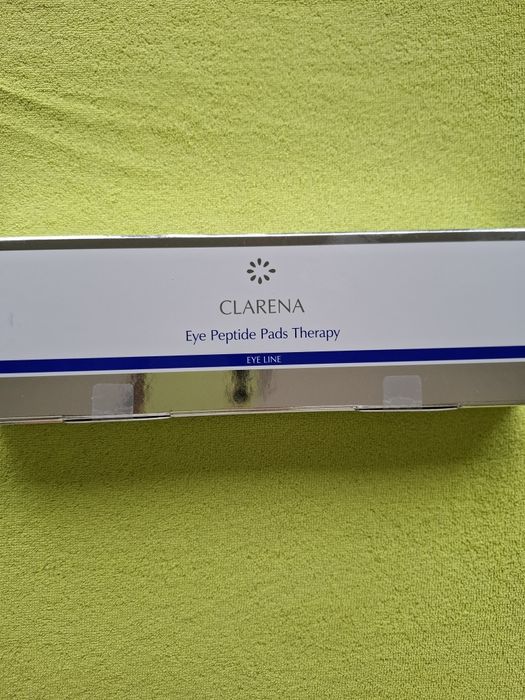 CLARENA
Eye Peptide Pads Therapy
EYE LINE